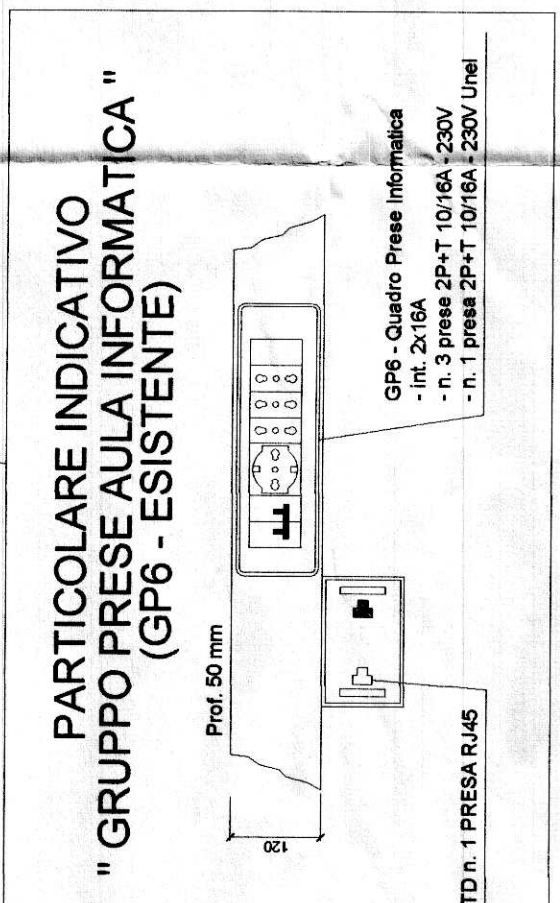 PARTICOLARE INDICATIVO
" GRUPPO PRESE AULA INFORMATICA "
(GP6 - ESISTENTE)
Prof. 50 mm
120
GP6 - Quadro Prese Informatica
- int. 2x16A
- n. 3 prese 2P+T 10/16A - 230V
- n. 1 presa 2P+T 10/16A - 230V Unel
TD n. 1 PRESA RJ45